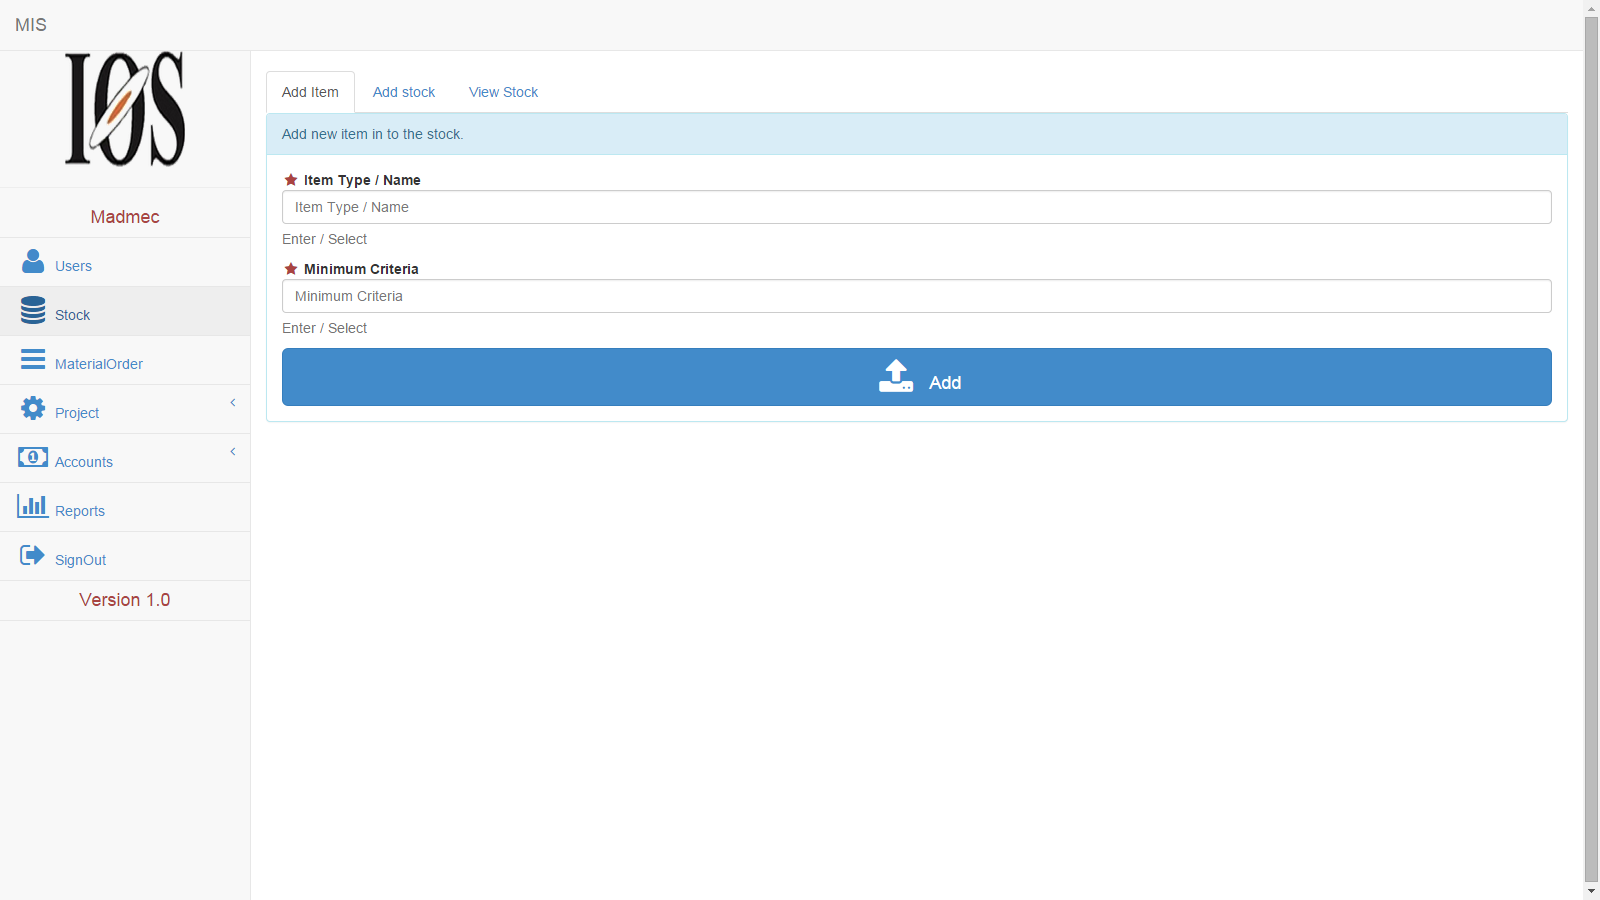 MIS
IOS
Madmec
Users
Stock
MaterialOrder
Project
Accounts
Reports
SignOut
Version 1.0
Add Item
Add stock
View Stock
Add new item in to the stock.
Item Type / Name
Item Type / Name
Enter / Select
Minimum Criteria
Minimum Criteria
Enter / Select
Add